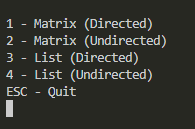 1 - Matrix (Directed)
2 - Matrix (Undirected)
3 - List (Directed)
4 - List (Undirected)
ESC - Quit